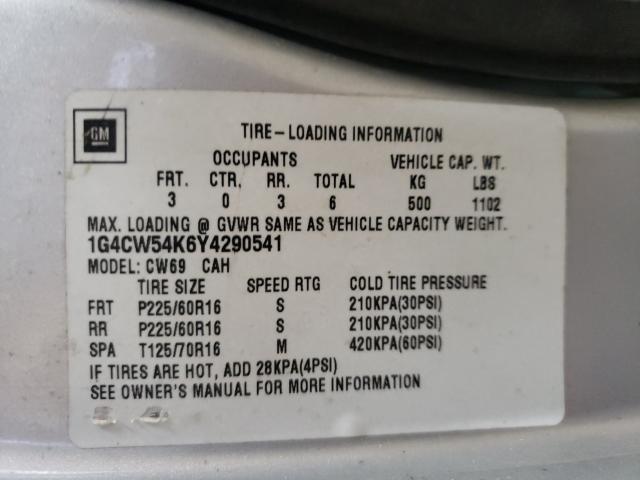 GM
TIRE-LOADING INFORMATION
OCCUPANTS VEHICLE CAP. WT.
FRT. CTR. RR. TOTAL KG LBS
3 0 3 6 500 1102
MAX. LOADING @ GVWR SAME AS VEHICLE CAPACITY WEIGHT.
1G4CW54K6Y4290541
MODEL: CW69 CAH
TIRE SIZE SPEED RTG COLD TIRE PRESSURE
FRT P225/60R16 S 210KPA(30PSI)
RR P225/60R16 S 210KPA(30PSI)
SPA T125/70R16 M 420KPA(60PSI)
IF TIRES ARE HOT, ADD 28KPA(4PSI)
SEE OWNER'S MANUAL FOR MORE INFORMATION